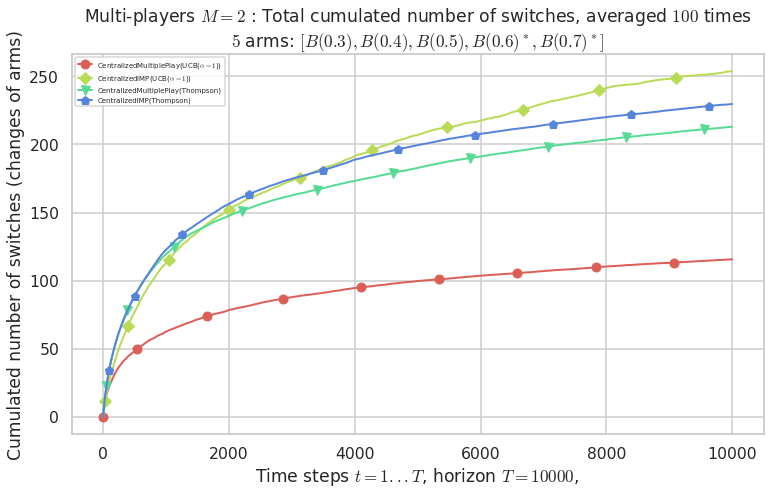 Multi-players M = 2 : Total cumulated number of switches, averaged 100 times
5 arms: [B(0.3), B(0.4), B(0.5), B(0.6)*, B(0.7)*]
CentralizedMultiplePlay(UCB(α=1))
CentralizedIMP(UCB(α=1))
CentralizedMultiplePlay(Thompson)
CentralizedIMP(Thompson)
Cumulated number of switches (changes of arms)
250
200
150
100
50
0
0 2000 4000 6000 8000 10000
Time steps t = 1...T, horizon T = 10000,